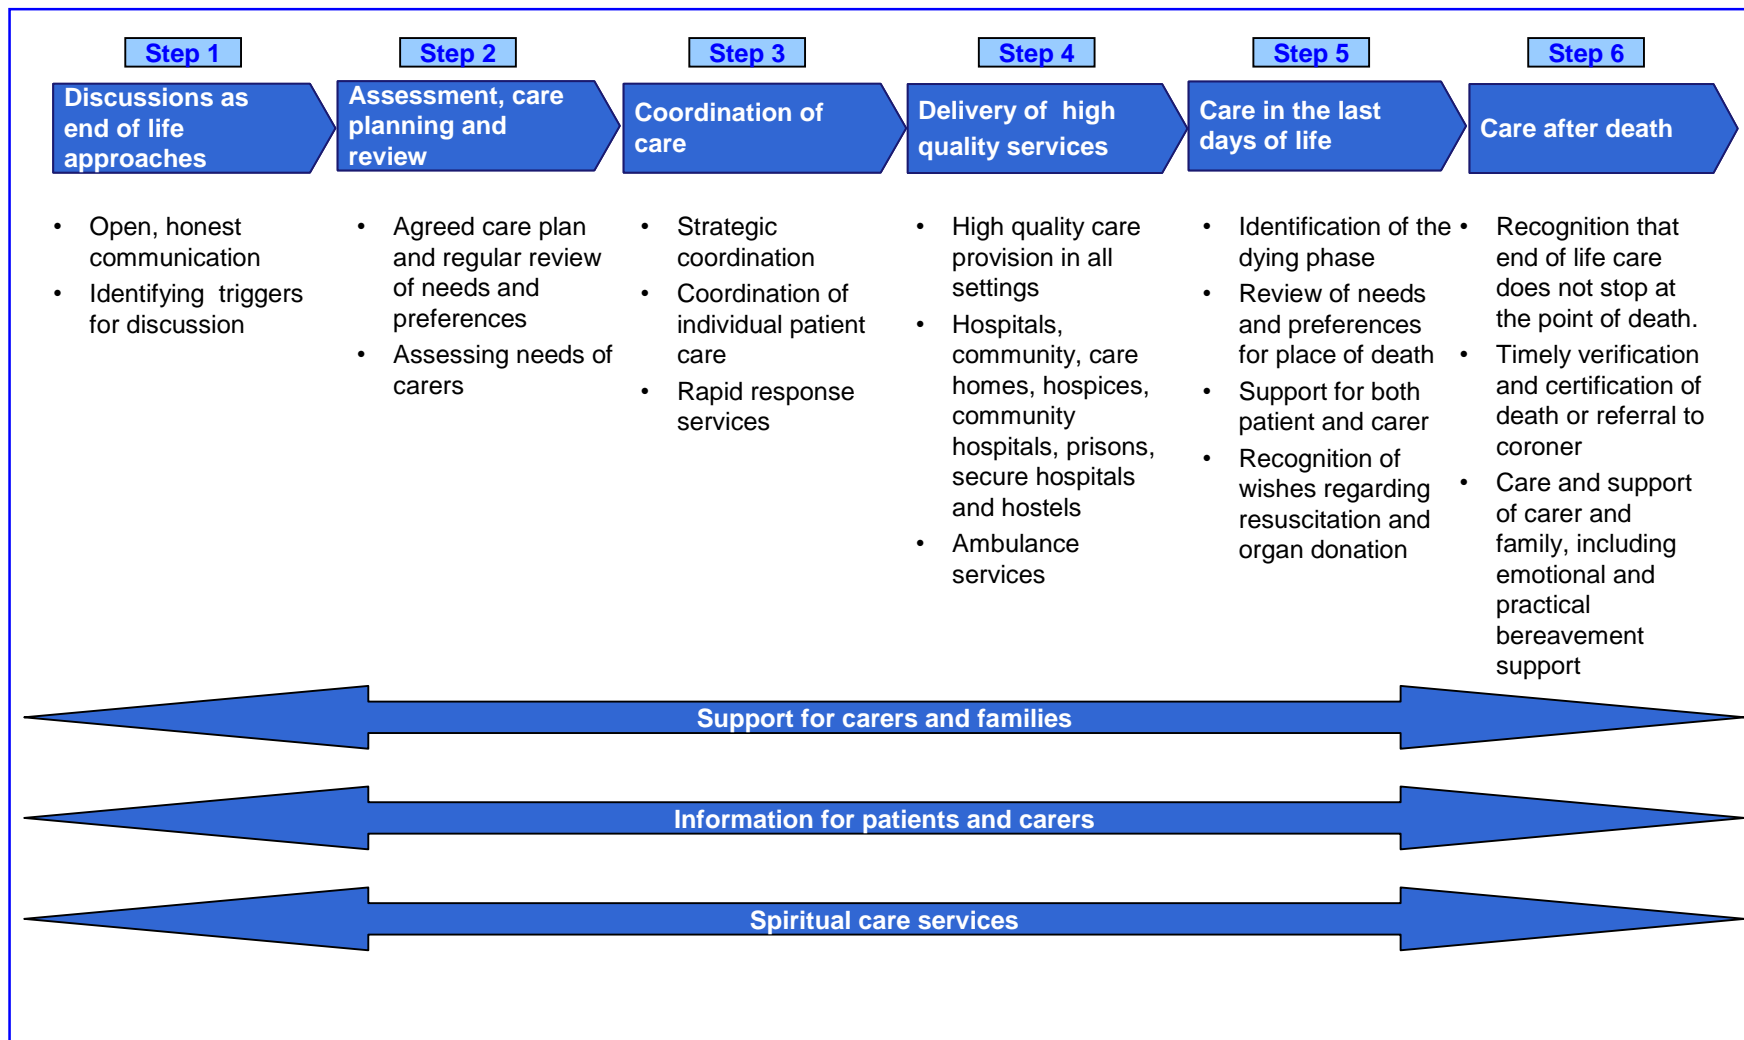 Step 1
Discussions as
end of life
approaches
• Open, honest
communication
• Identifying  triggers
for discussion
Step 2
Assessment, care
planning and
review
• Agreed care plan
and regular review
of needs and
preferences
• Assessing needs of
carers
Step 3
Coordination of
care
• Strategic
coordination
• Coordination of
individual patient
care
• Rapid response
services
Step 4
Delivery of  high
quality services
• High quality care
provision in all
settings
• Hospitals,
community, care
homes, hospices,
community
hospitals, prisons,
secure hospitals
and hostels
• Ambulance
services
Step 5
Care in the last
days of life
• Identification of the
dying phase
• Review of needs
and preferences
for place of death
• Support for both
patient and carer
• Recognition of
wishes regarding
resuscitation and
organ donation
Step 6
Care after death
• Recognition that
end of life care
does not stop at
the point of death.
• Timely verification
and certification of
death or referral to
coroner
• Care and support
of carer and
family, including
emotional and
practical
bereavement
support
Support for carers and families
Information for patients and carers
Spiritual care services